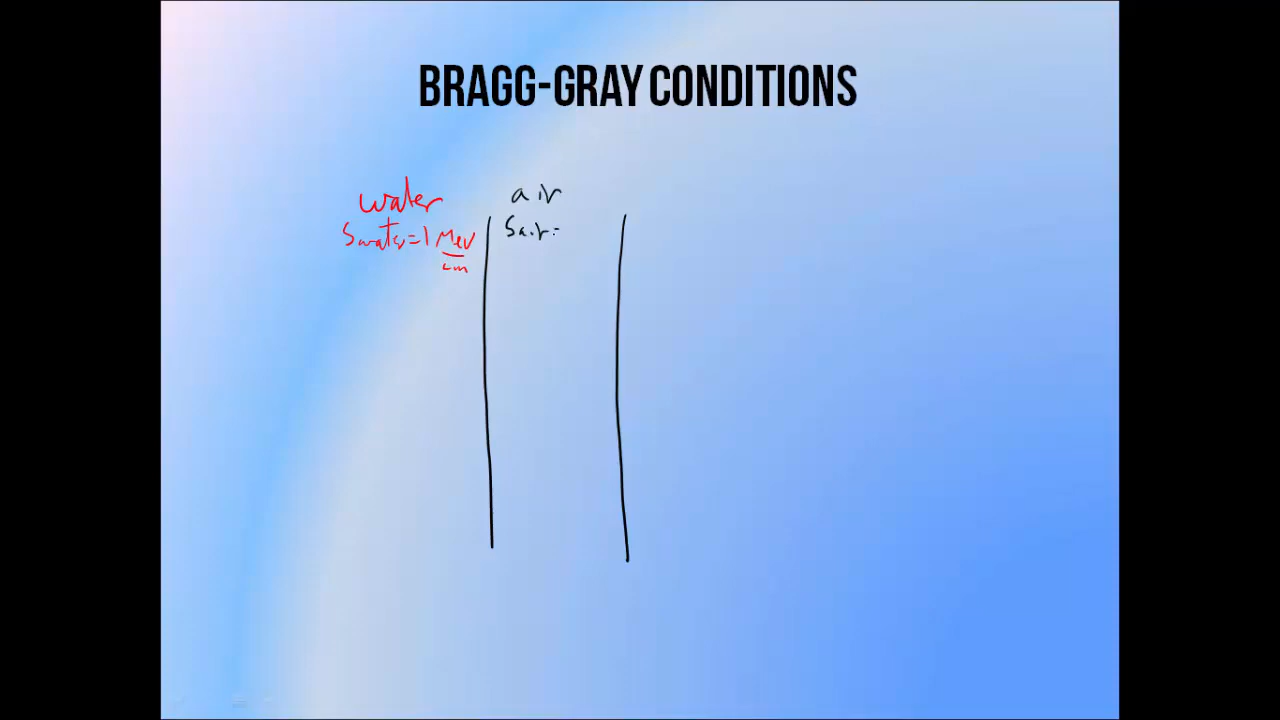 BRAGG-GRAY CONDITIONS
water
air
Swater=1 MeV
cm
Sair=